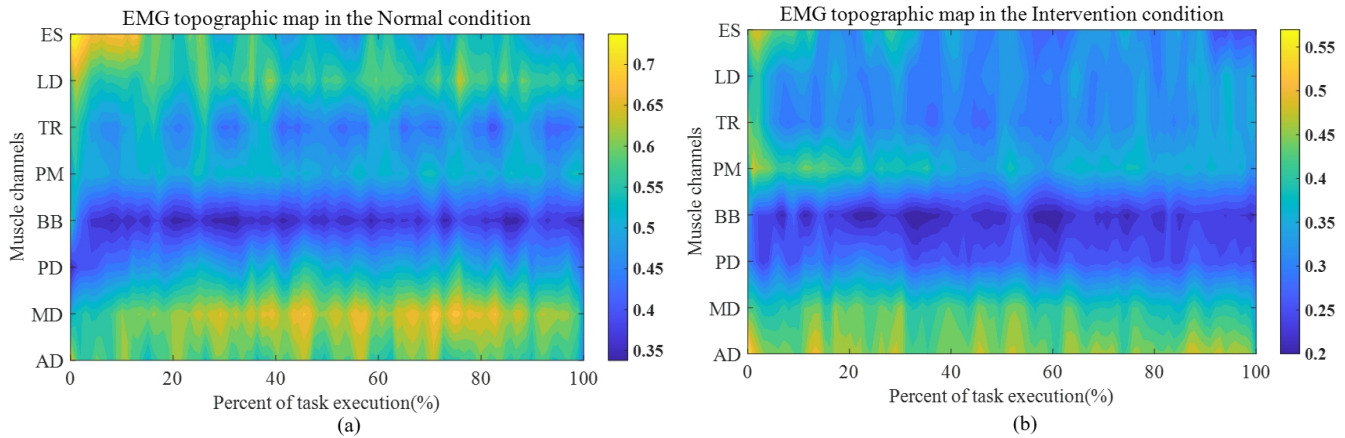 EMG topographic map in the Normal condition
ES
LD
TR
PM
BB
PD
MD
AD
Muscle channels
0 20 40 60 80 100
Percent of task execution(%)
0.7
0.65
0.6
0.55
0.5
0.45
0.4
0.35
(a)
EMG topographic map in the Intervention condition
ES
LD
TR
PM
BB
PD
MD
AD
Muscle channels
0 20 40 60 80 100
Percent of task execution(%)
0.55
0.5
0.45
0.4
0.35
0.3
0.25
0.2
(b)